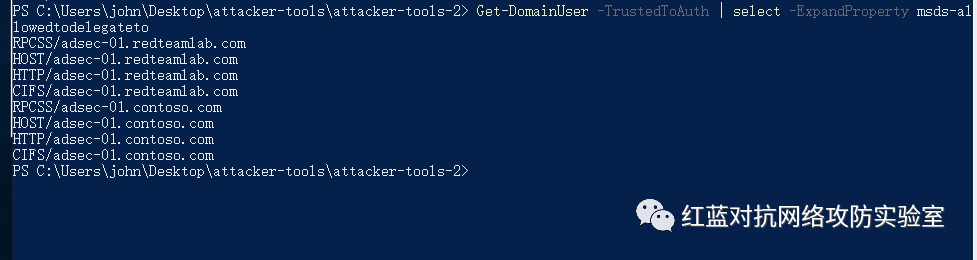 PS C:\Users\john\Desktop\attacker-tools\attacker-tools-2> Get-DomainUser -TrustedToAuth | select -ExpandProperty msds-al
lowedtodelegateto
RPCSS/adsec-01.redteamlab.com
HOST/adsec-01.redteamlab.com
HTTP/adsec-01.redteamlab.com
CIFS/adsec-01.redteamlab.com
RPCSS/adsec-01.contoso.com
HOST/adsec-01.contoso.com
HTTP/adsec-01.contoso.com
CIFS/adsec-01.contoso.com
PS C:\Users\john\Desktop\attacker-tools\attacker-tools-2>
红蓝对抗网络攻防实验室